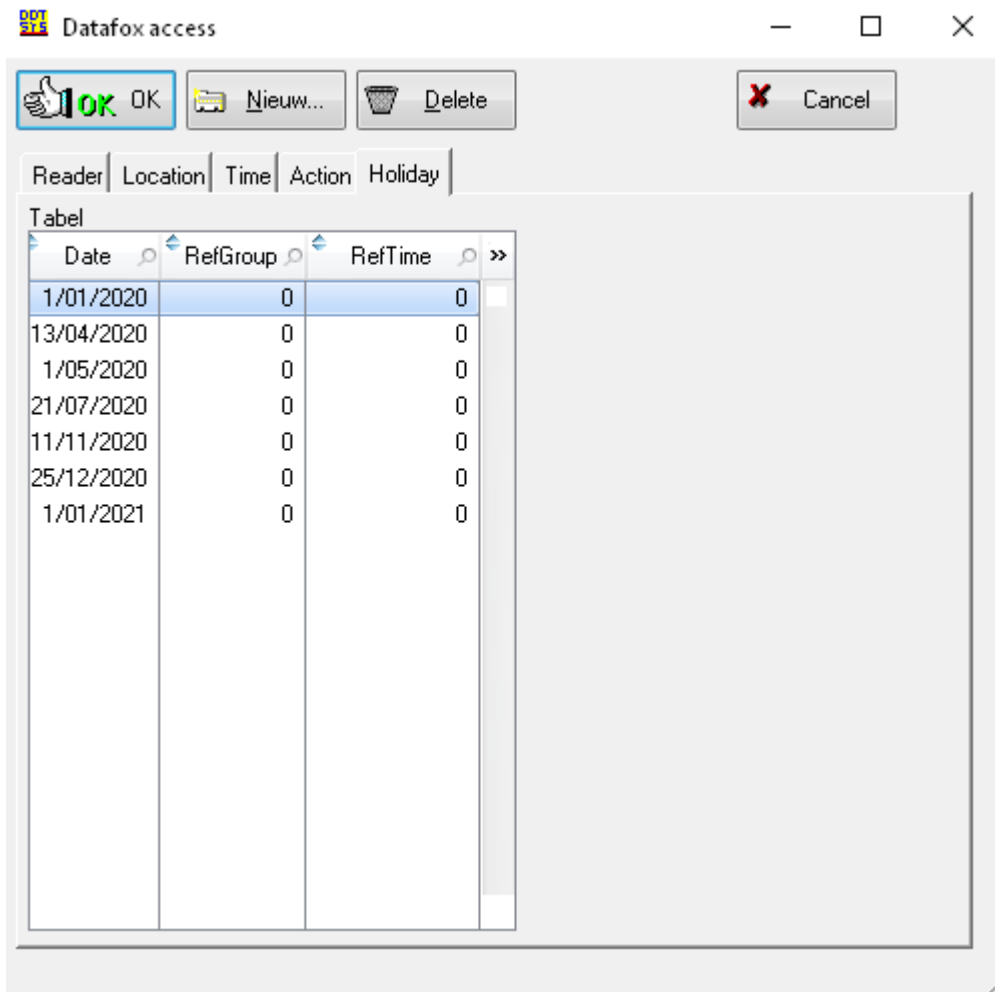 DDT SYS Datafox access
OK OK Nieuw... Delete Cancel
Reader Location Time Action Holiday
Tabel
Date RefGroup RefTime »
1/01/2020 0 0
13/04/2020 0 0
1/05/2020 0 0
21/07/2020 0 0
11/11/2020 0 0
25/12/2020 0 0
1/01/2021 0 0